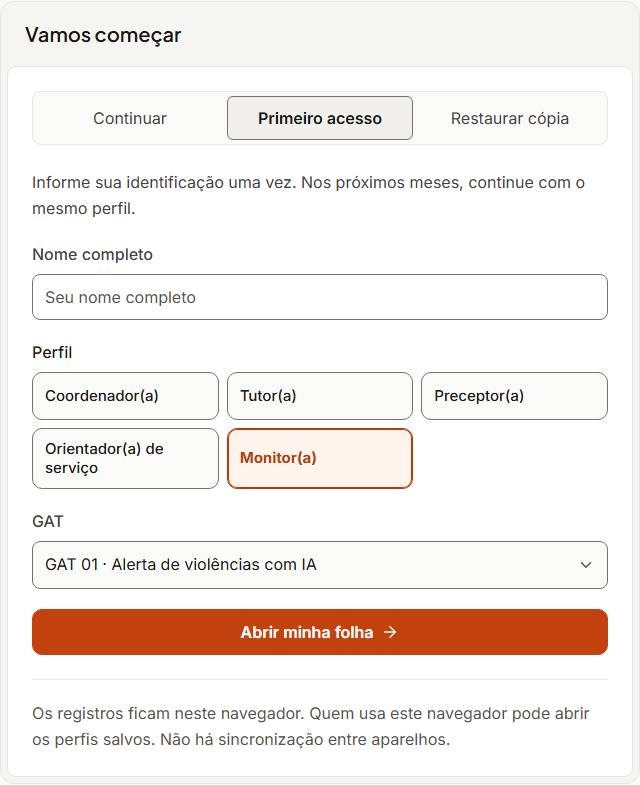 Vamos começar
Continuar
Primeiro acesso
Restaurar cópia
Informe sua identificação uma vez. Nos próximos meses, continue com o
mesmo perfil.
Nome completo
Seu nome completo
Perfil
Coordenador(a)
Tutor(a)
Preceptor(a)
Orientador(a) de
serviço
Monitor(a)
GAT
GAT 01 · Alerta de violências com IA
Abrir minha folha →
Os registros ficam neste navegador. Quem usa este navegador pode abrir
os perfis salvos. Não há sincronização entre aparelhos.